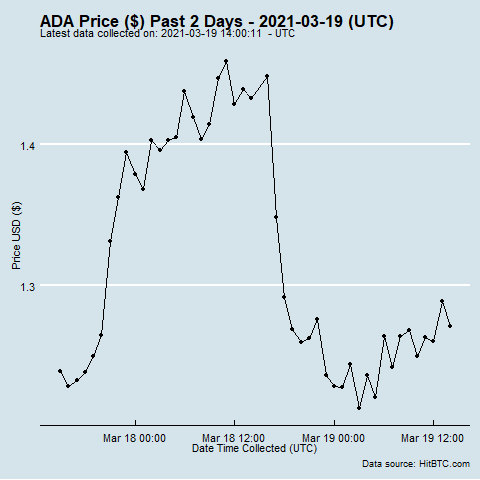 ADA Price ($) Past 2 Days - 2021-03-19 (UTC)
Latest data collected on: 2021-03-19 14:00:11 - UTC
1.4
Price USD ($)
1.3
Mar 18 00:00 Mar 18 12:00 Mar 19 00:00 Mar 19 12:00
Date Time Collected (UTC)
Data source: HitBTC.com